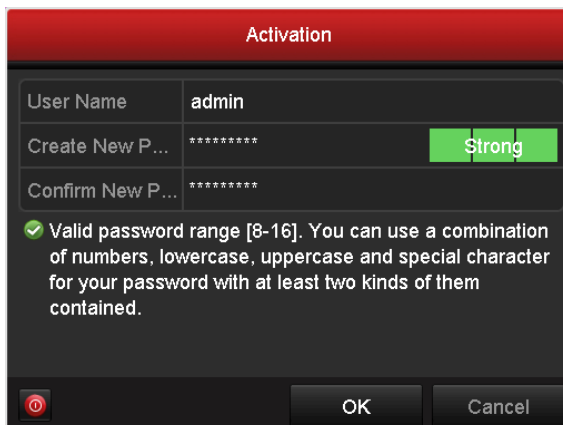 Activation
User Name admin
Create New P... ********* Strong
Confirm New P... *********
Valid password range [8-16]. You can use a combination
of numbers, lowercase, uppercase and special character
for your password with at least two kinds of them
contained.
OK Cancel